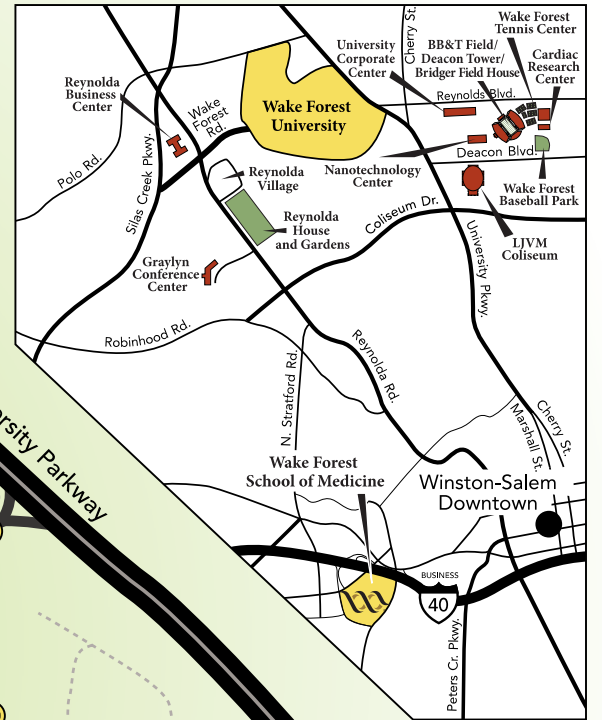 Wake Forest
Tennis Center
Cherry St.
University
Corporate
Center
BB&T Field/
Deacon Tower/
Bridger Field House
Cardiac
Research
Center
Reynolda
Business
Center
Wake
Forest
Rd.
Wake Forest
University
Reynolds Blvd.
Deacon Blvd.
Polo Rd.
Silas Creek Pkwy.
Reynolda
Village
Nanotechnology
Center
Wake Forest
Baseball Park
Reynolda
House
and Gardens
Coliseum Dr.
LJVM
Coliseum
University Pkwy.
Graylyn
Conference
Center
Robinhood Rd.
N. Stratford Rd.
Reynolda Rd.
Marshall St.
Cherry St.
ersity Parkway
Wake Forest
School of Medicine
Winston-Salem
Downtown
BUSINESS
40
Peters Cr. Pkwy.